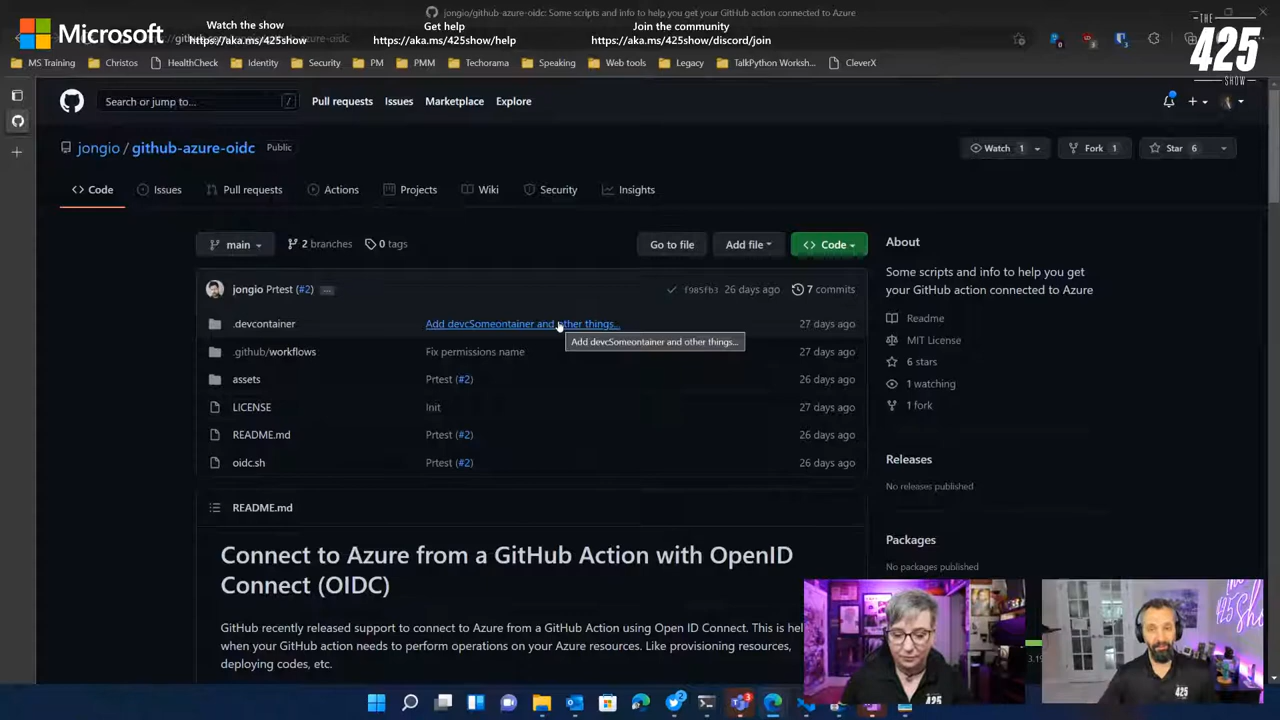 jongio/github-azure-oidc: Some scripts and info to help you get your GitHub action connected to Azure
Microsoft
Watch the show
https://aka.ms/425show
Get help
https://aka.ms/425show/help
Join the community
https://aka.ms/425show/discord/join
THE
425
SHOW
MS Training
Christos
HealthCheck
Identity
Security
PM
PMM
Techorama
Speaking
Web tools
Legacy
TalkPython Worksh...
CleverX
Search or jump to...
/
Pull requests
Issues
Marketplace
Explore
jongio / github-azure-oidc
Public
Watch 1
Fork 1
Star 6
Code
Issues
Pull requests
Actions
Projects
Wiki
Security
Insights
main
2 branches
0 tags
Go to file
Add file
Code
jongio Prtest (#2) ...
f985fb3 26 days ago
7 commits
.devcontainer
Add devcSomeontainer and other things...
27 days ago
Add devcSomeontainer and other things...
.github/workflows
Fix permissions name
27 days ago
assets
Prtest (#2)
26 days ago
LICENSE
Init
27 days ago
README.md
Prtest (#2)
26 days ago
oidc.sh
Prtest (#2)
26 days ago
README.md
Connect to Azure from a GitHub Action with OpenID
Connect (OIDC)
GitHub recently released support to connect to Azure from a GitHub Action using Open ID Connect. This is
when your GitHub action needs to perform operations on your Azure resources. Like provisioning resources,
deploying codes, etc.
About
Some scripts and info to help you get
your GitHub action connected to Azure
Readme
MIT License
6 stars
1 watching
1 fork
Releases
No releases published
Packages
No packages published
425
425